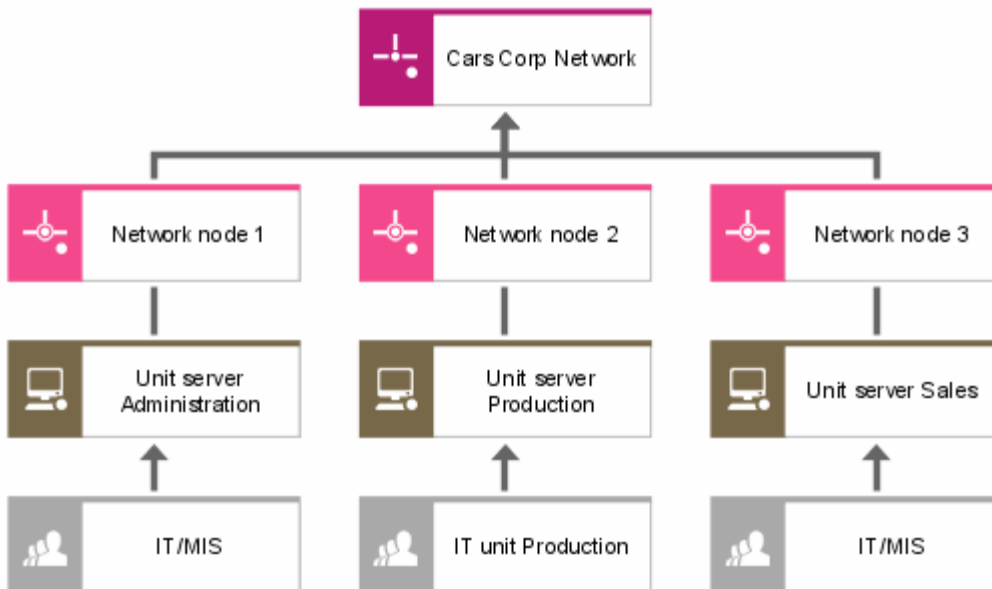 Cars Corp Network
Network node 1
Network node 2
Network node 3
Unit server
Administration
Unit server
Production
Unit server Sales
IT/MIS
IT unit Production
IT/MIS